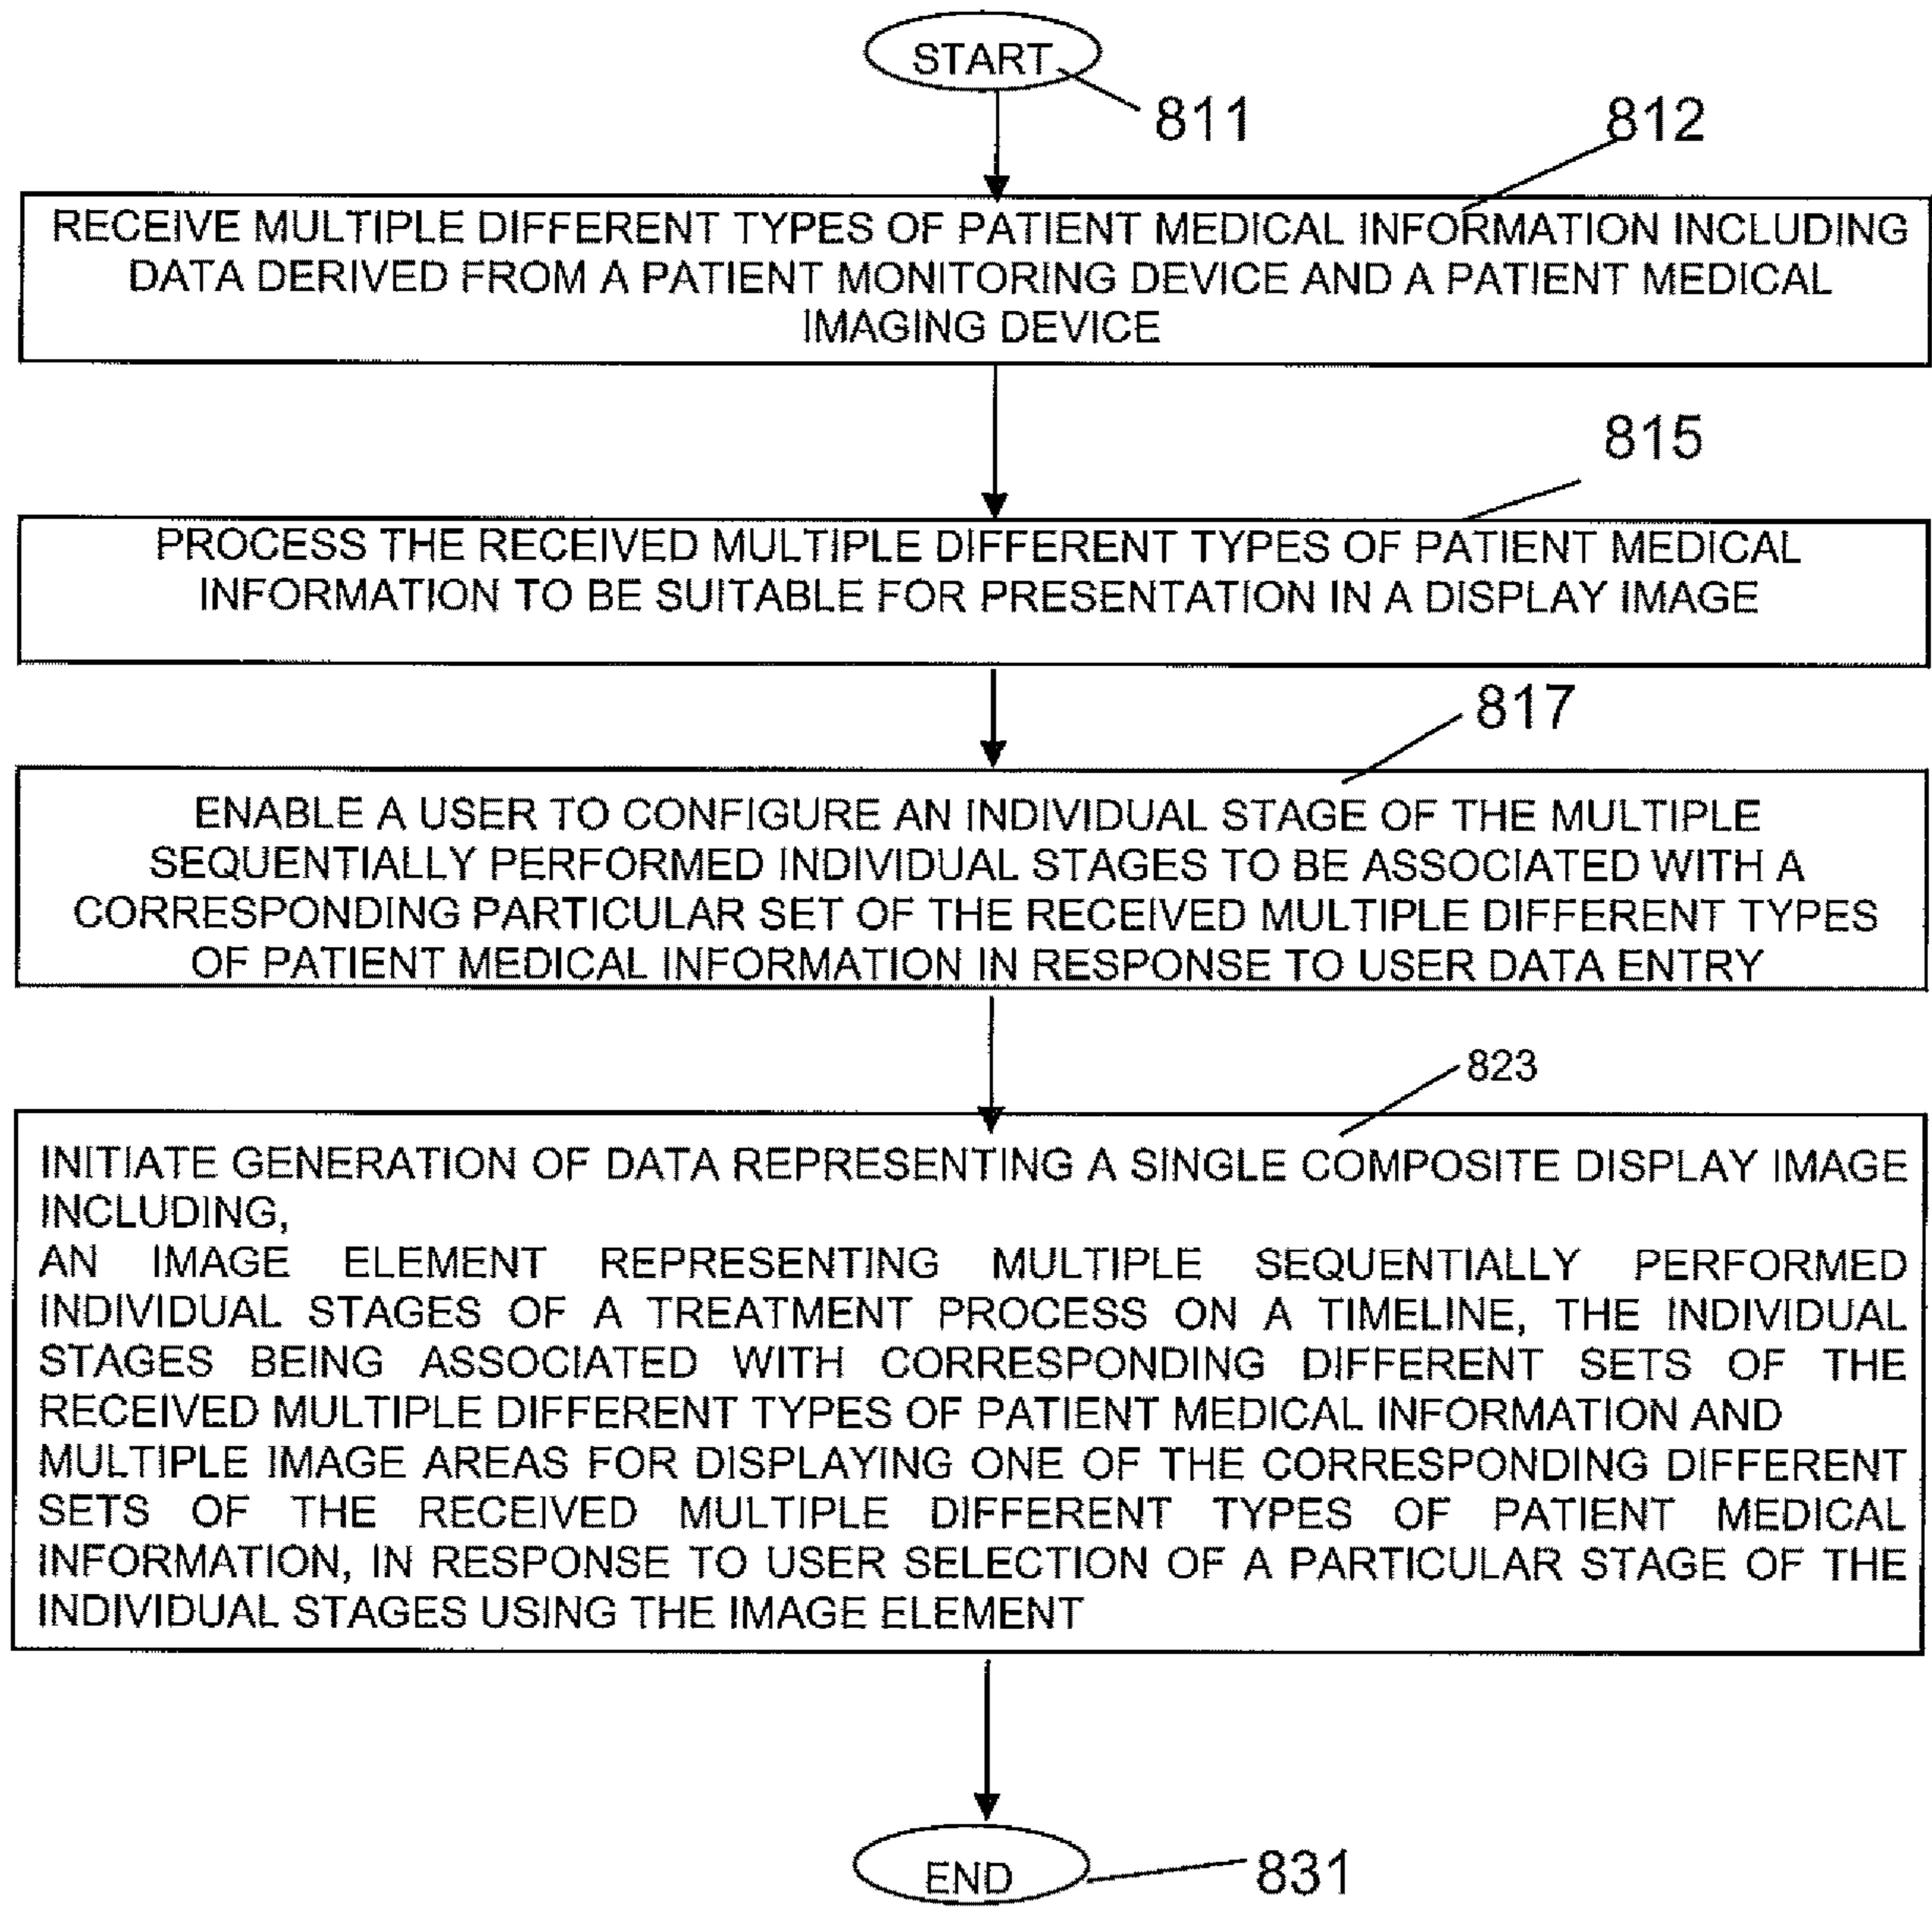 START
811
812
RECEIVE MULTIPLE DIFFERENT TYPES OF PATIENT MEDICAL INFORMATION INCLUDING
DATA DERIVED FROM A PATIENT MONITORING DEVICE AND A PATIENT MEDICAL
IMAGING DEVICE
815
PROCESS THE RECEIVED MULTIPLE DIFFERENT TYPES OF PATIENT MEDICAL
INFORMATION TO BE SUITABLE FOR PRESENTATION IN A DISPLAY IMAGE
817
ENABLE A USER TO CONFIGURE AN INDIVIDUAL STAGE OF THE MULTIPLE
SEQUENTIALLY PERFORMED INDIVIDUAL STAGES TO BE ASSOCIATED WITH A
CORRESPONDING PARTICULAR SET OF THE RECEIVED MULTIPLE DIFFERENT TYPES
OF PATIENT MEDICAL INFORMATION IN RESPONSE TO USER DATA ENTRY
823
INITIATE GENERATION OF DATA REPRESENTING A SINGLE COMPOSITE DISPLAY IMAGE
INCLUDING,
AN IMAGE ELEMENT REPRESENTING MULTIPLE SEQUENTIALLY PERFORMED
INDIVIDUAL STAGES OF A TREATMENT PROCESS ON A TIMELINE, THE INDIVIDUAL
STAGES BEING ASSOCIATED WITH CORRESPONDING DIFFERENT SETS OF THE
RECEIVED MULTIPLE DIFFERENT TYPES OF PATIENT MEDICAL INFORMATION AND
MULTIPLE IMAGE AREAS FOR DISPLAYING ONE OF THE CORRESPONDING DIFFERENT
SETS OF THE RECEIVED MULTIPLE DIFFERENT TYPES OF PATIENT MEDICAL
INFORMATION, IN RESPONSE TO USER SELECTION OF A PARTICULAR STAGE OF THE
INDIVIDUAL STAGES USING THE IMAGE ELEMENT
END
831